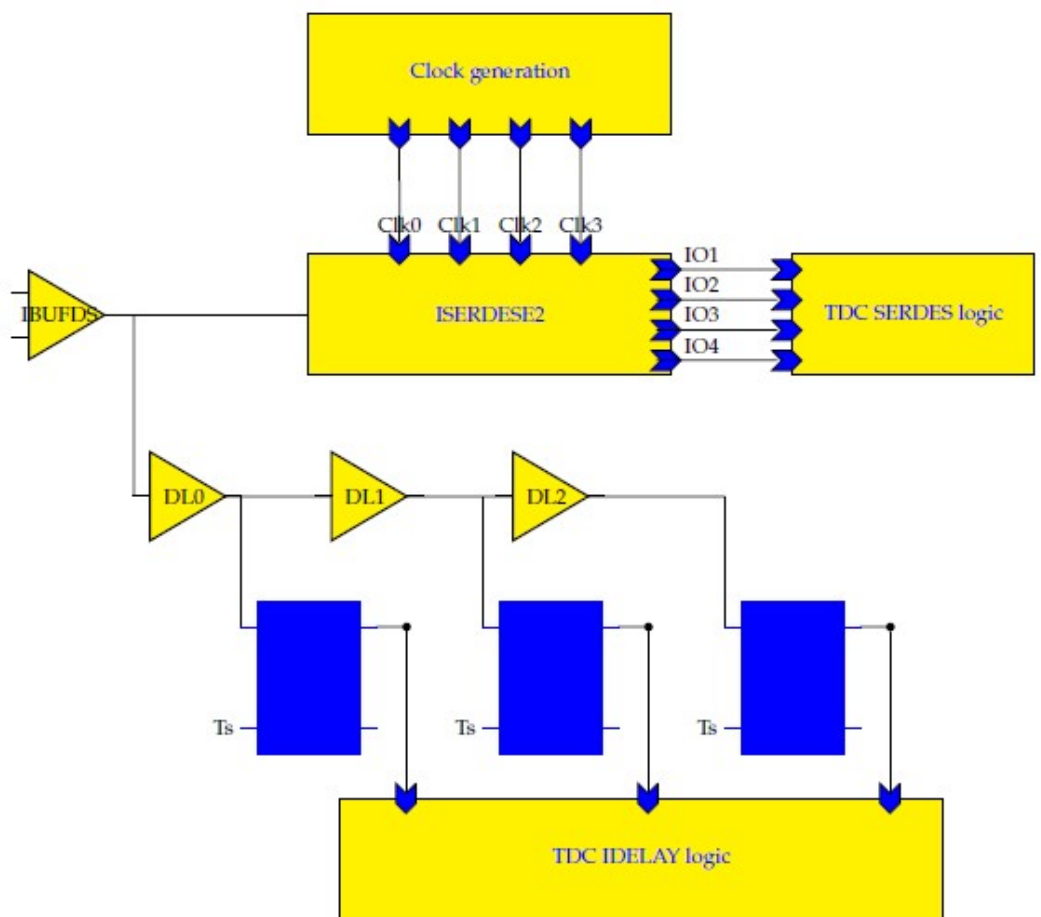 Clock generation
Clk0
Clk1
Clk2
Clk3
IO1
IO2
IO3
IO4
IBUFDS
ISERDESE2
TDC SERDES logic
DL0
DL1
DL2
Ts
Ts
Ts
TDC IDELAY logic